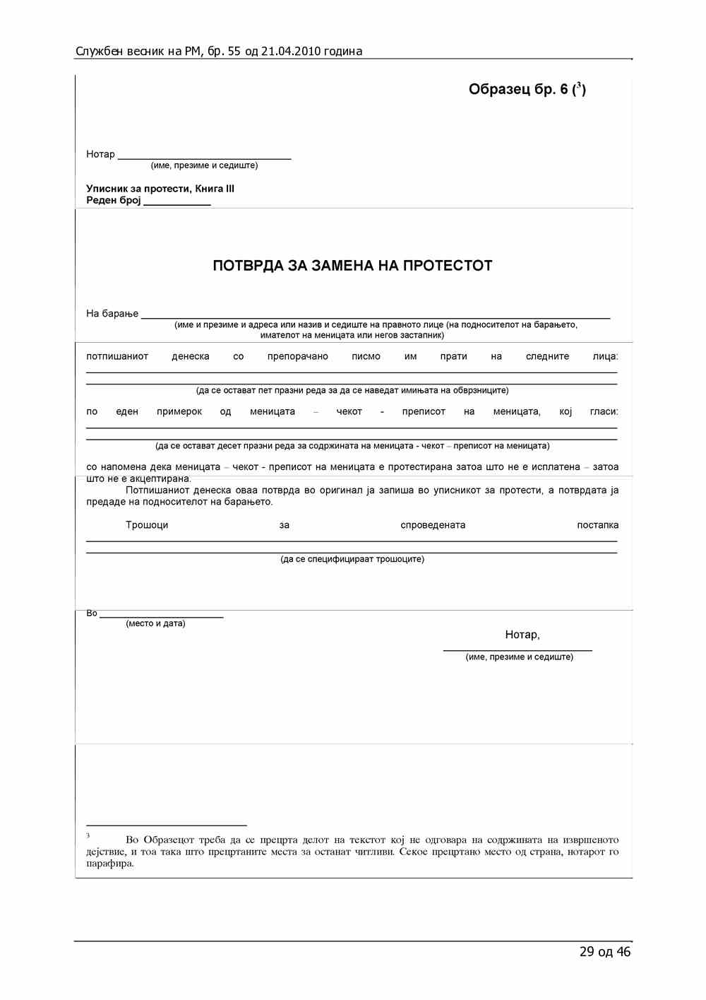 Службен весник на РМ, бр. 55 од 21.04.2010 година
Образец бр. 6 (3)
Нотар
(име, презиме и седиште)
Уписник за протести, Книга III
Реден број
ПОТВРДА ЗА ЗАМЕНА НА ПРОТЕСТОТ
На барање
(име и презиме и адреса или назив и седиште на правното лице (на подносителот на барањето,
имателот на меницата или негов застапник)
потпишаниот денеска со препорачано писмо им прати на следните лица:
(да се остават пет празни реда за да се наведат имињата на обврзниците)
по еден примерок од меницата – чекот - преписот на меницата, кој гласи:
(да се остават десет празни реда за содржината на меницата - чекот – преписот на меницата)
со напомена дека меницата – чекот - преписот на меницата е протестирана затоа што не е исплатена – затоа
што не е акцептирана.
Потпишаниот денеска оваа потврда во оригинал ја запиша во уписникот за протести, а потврдата ја
предаде на подносителот на барањето.
Трошоци за спроведената постапка
(да се специфицираат трошоците)
Во
(место и дата)
Нотар,
(име, презиме и седиште)
3 Во Образецот треба да се прецрта делот на текстот кој не одговара на содржината на извршеното
дејствие, и тоа така што прецртаните места за останат читливи. Секое прецртано место од страна, нотарот го
парафира.
29 од 46